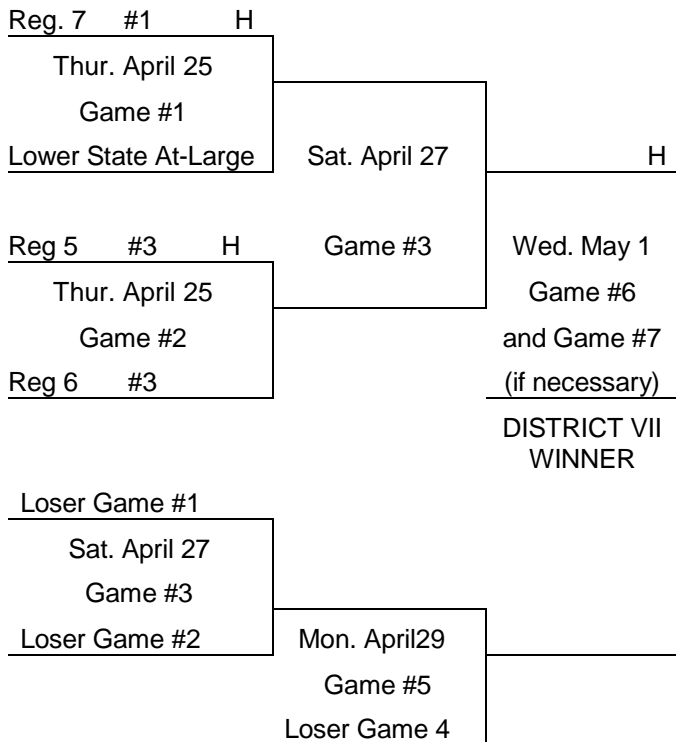 Reg. 7 #1 H
Thur. April 25
Game #1
Lower State At-Large
Sat. April 27
Game #3
H
Reg 5 #3 H
Thur. April 25
Game #2
Reg 6 #3
Wed. May 1
Game #6
and Game #7
(if necessary)
DISTRICT VII
WINNER
Loser Game #1
Sat. April 27
Game #3
Loser Game #2
Mon. April29
Game #5
Loser Game 4